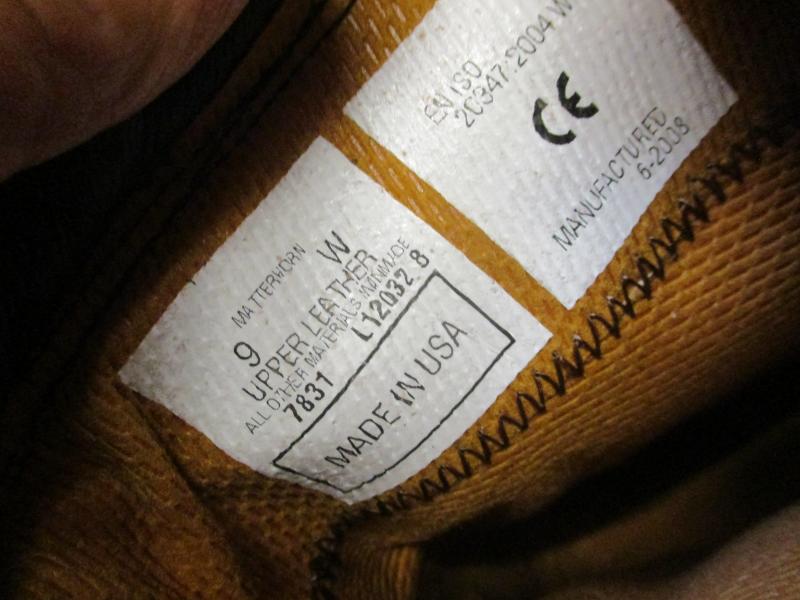 MATTERHORN
9 W
UPPER LEATHER
ALL OTHER MATERIALS MANMADE
7831 L12032 8
MADE IN USA
EN ISO
20347:2004.W
CE
MANUFACTURED
6-2008